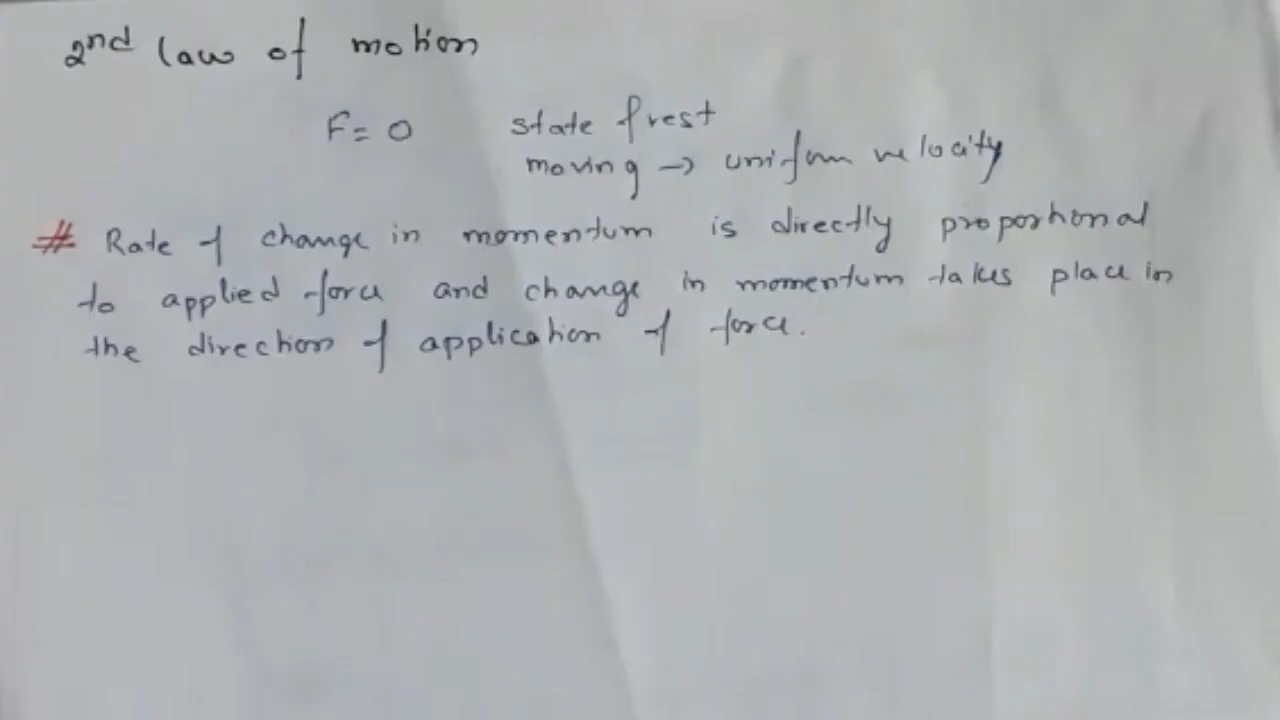 2nd law of motion
F = 0 state of rest
moving → uniform velocity
# Rate of change in momentum is directly proportional
to applied force and change in momentum takes place in
the direction of application of force.